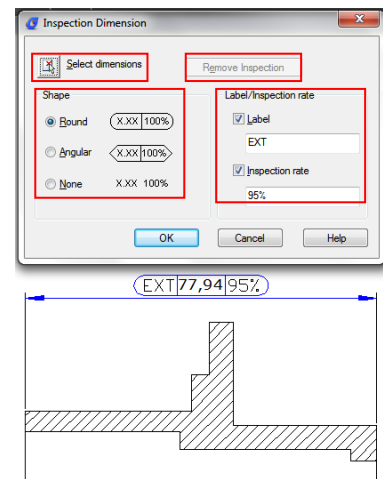 Inspection Dimension
Select dimensions
Remove Inspection
Shape
Round X.XX 100%
Angular X.XX 100%
None X.XX 100%
Label/Inspection rate
Label
EXT
Inspection rate
95%
OK Cancel Help
EXT 77,94 95%